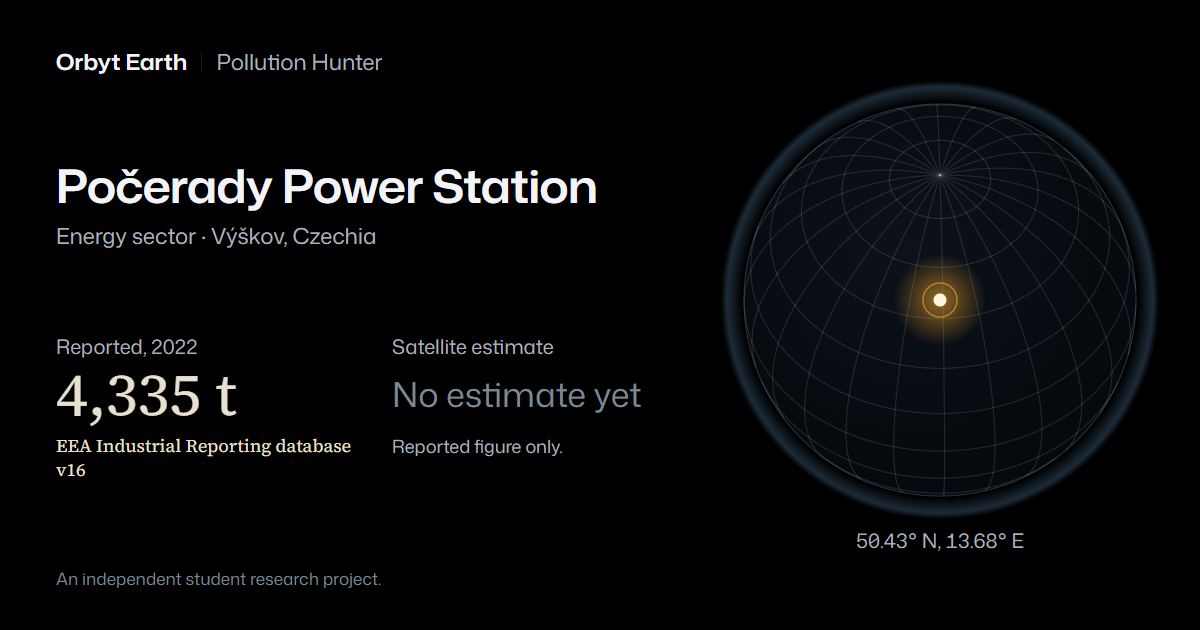 Orbyt Earth | Pollution Hunter
Počerady Power Station
Energy sector · Výškov, Czechia
Reported, 2022
4,335 t
EEA Industrial Reporting database
v16
Satellite estimate
No estimate yet
Reported figure only.
50.43° N, 13.68° E
An independent student research project.